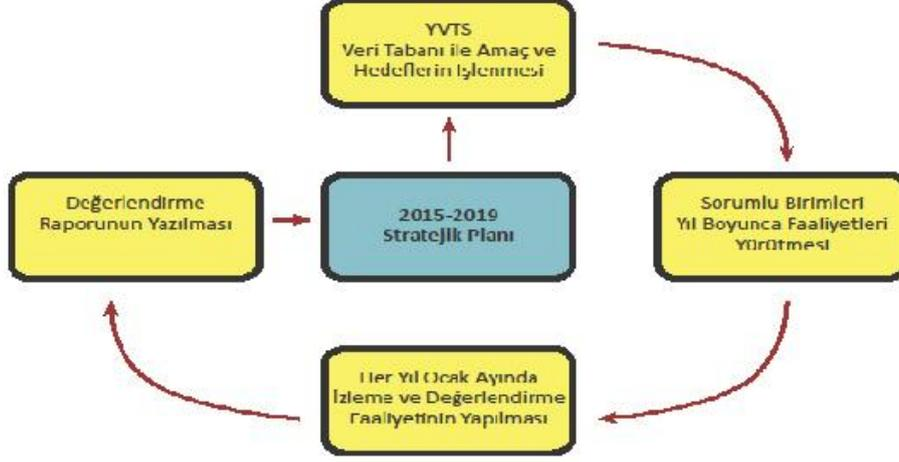 YVTS
Veri Tabanı ile Amaç ve
Hedeflerin İşlenmesi
Değerlendirme
Raporunun Yazılması
2015-2019
Stratejik Planı
Sorumlu Birimleri
Yıl Boyunca Faaliyetleri
Yürütmesi
Her Yıl Ocak Ayında
İzleme ve Değerlendirme
Faaliyetinin Yapılması